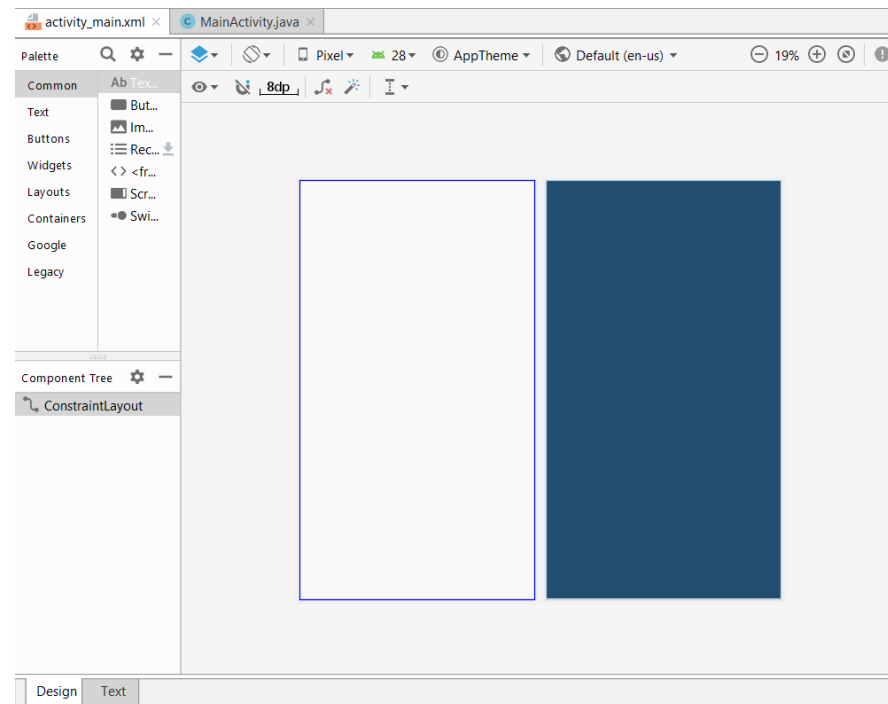 activity_main.xml MainActivity.java
Palette Pixel 28 AppTheme Default (en-us) 19%
Common Ab Tex... 8dp
Text But...
Buttons Im...
Widgets Rec...
Layouts <> <fr...
Containers Scr...
Google Swi...
Legacy
Component Tree
ConstraintLayout
Design Text